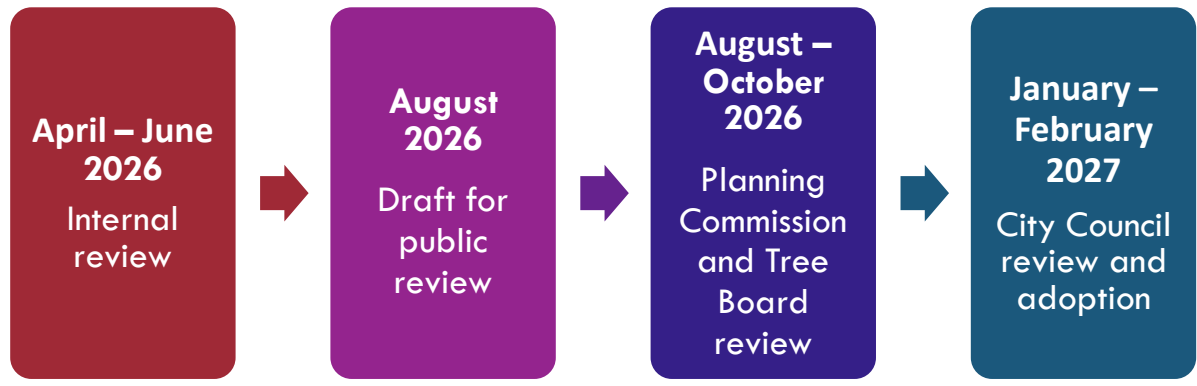 April – June
2026
Internal
review
August
2026
Draft for
public
review
August –
October
2026
Planning
Commission
and Tree
Board
review
January –
February
2027
City Council
review and
adoption